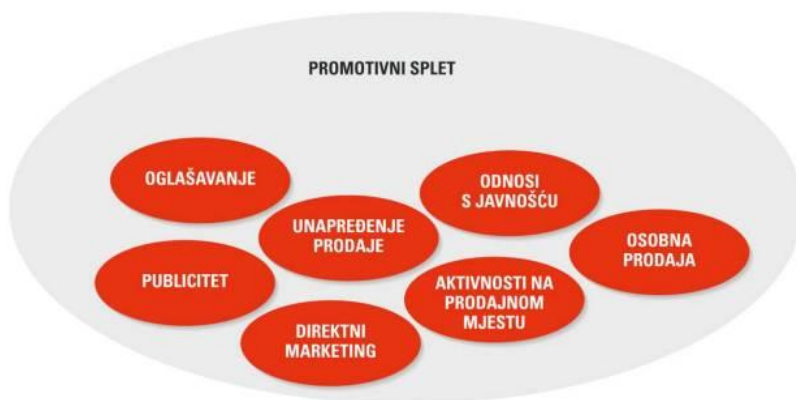 PROMOTIVNI SPLET
OGLAŠAVANJE
ODNOSI
S JAVNOŠĆU
UNAPREĐENJE
PRODAJE
OSOBNA
PRODAJA
PUBLICITET
AKTIVNOSTI NA
PRODAJNOM
MJESTU
DIREKTNI
MARKETING